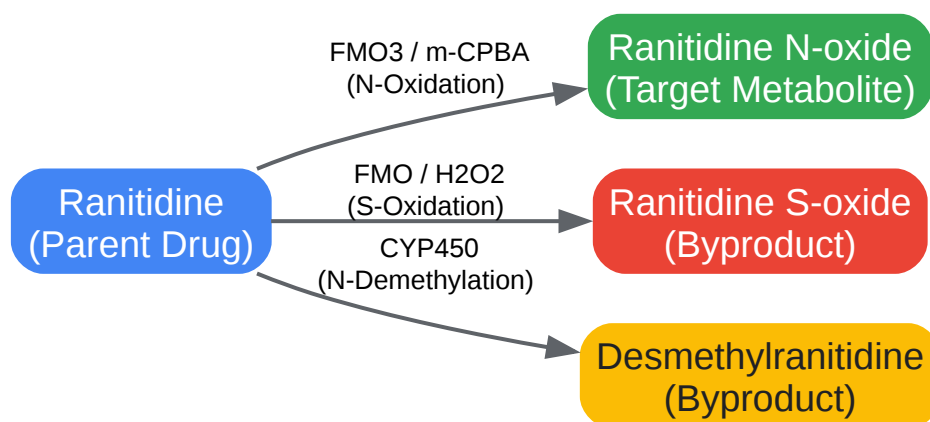 FMO3 / m-CPBA
(N-Oxidation)
Ranitidine N-oxide
(Target Metabolite)
Ranitidine
(Parent Drug)
FMO / H2O2
(S-Oxidation)
Ranitidine S-oxide
(Byproduct)
CYP450
(N-Demethylation)
Desmethylranitidine
(Byproduct)